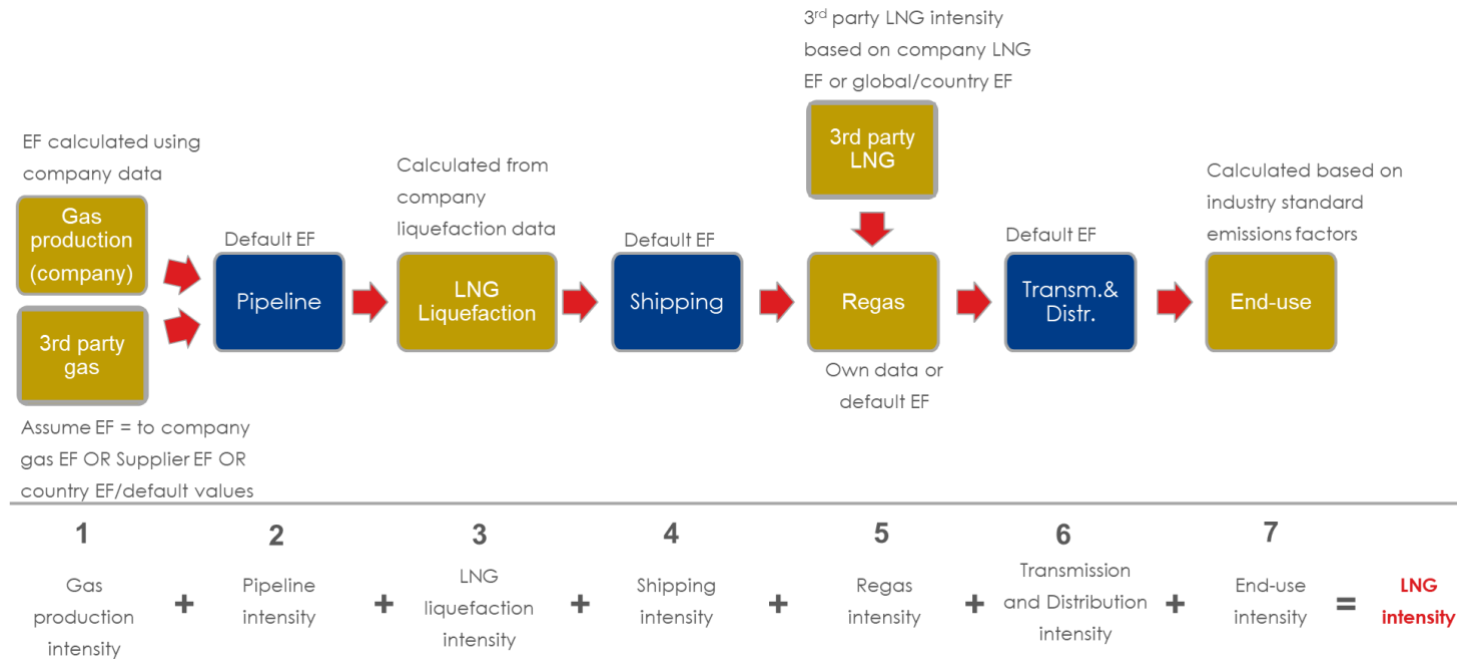 3rd party LNG intensity
based on company LNG
EF or global/country EF
EF calculated using
company data
Gas
production
(company)
3rd party
gas
Assume EF = to company
gas EF OR Supplier EF OR
country EF/default values
Default EF
Pipeline
Calculated from
company
liquefaction data
LNG
Liquefaction
Default EF
Shipping
3rd party
LNG
Regas
Own data or
default EF
Default EF
Transm.&
Distr.
Calculated based on
industry standard
emissions factors
End-use
1
2
3
4
5
6
7
Gas
production
intensity
+
Pipeline
intensity
+
LNG
liquefaction
intensity
+
Shipping
intensity
+
Regas
intensity
+
Transmission
and Distribution
intensity
+
End-use
intensity
=
LNG
intensity